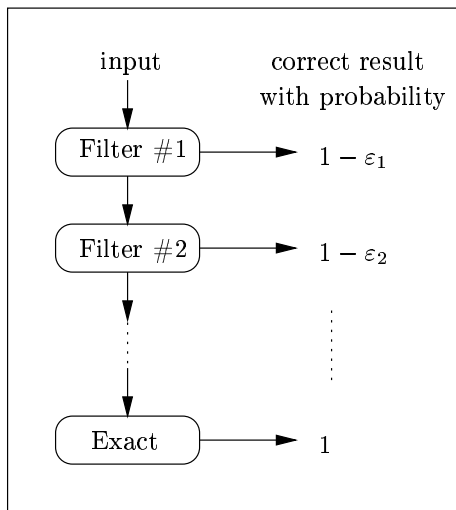 input
correct result
with probability
Filter #1
1 − ε₁
Filter #2
1 − ε₂
Exact
1